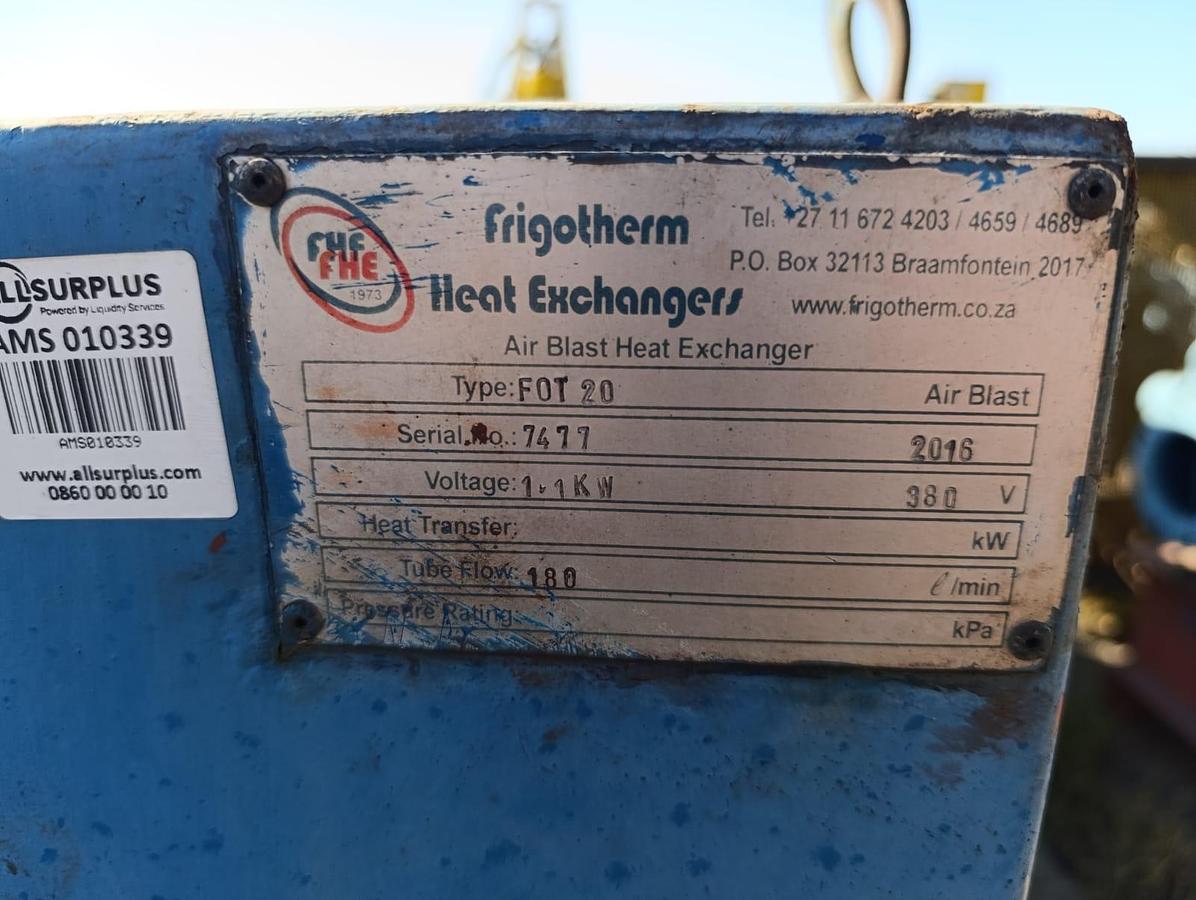 ALLSURPLUS
Powered by Liquidity Services
AMS 010339
AMS010339
www.allsurplus.com
0860 00 00 10
FHE
FHE
1973
Frigotherm
Heat Exchangers
Tel: +27 11 672 4203 / 4659 / 4689
P.O. Box 32113 Braamfontein 2017
www.frigotherm.co.za
Air Blast Heat Exchanger
Type: FOT 20 Air Blast
Serial No.: 7477 2016
Voltage: 1.1KW 380 V
Heat Transfer: kW
Tube Flow: 180 ℓ/min
Pressure Rating: kPa